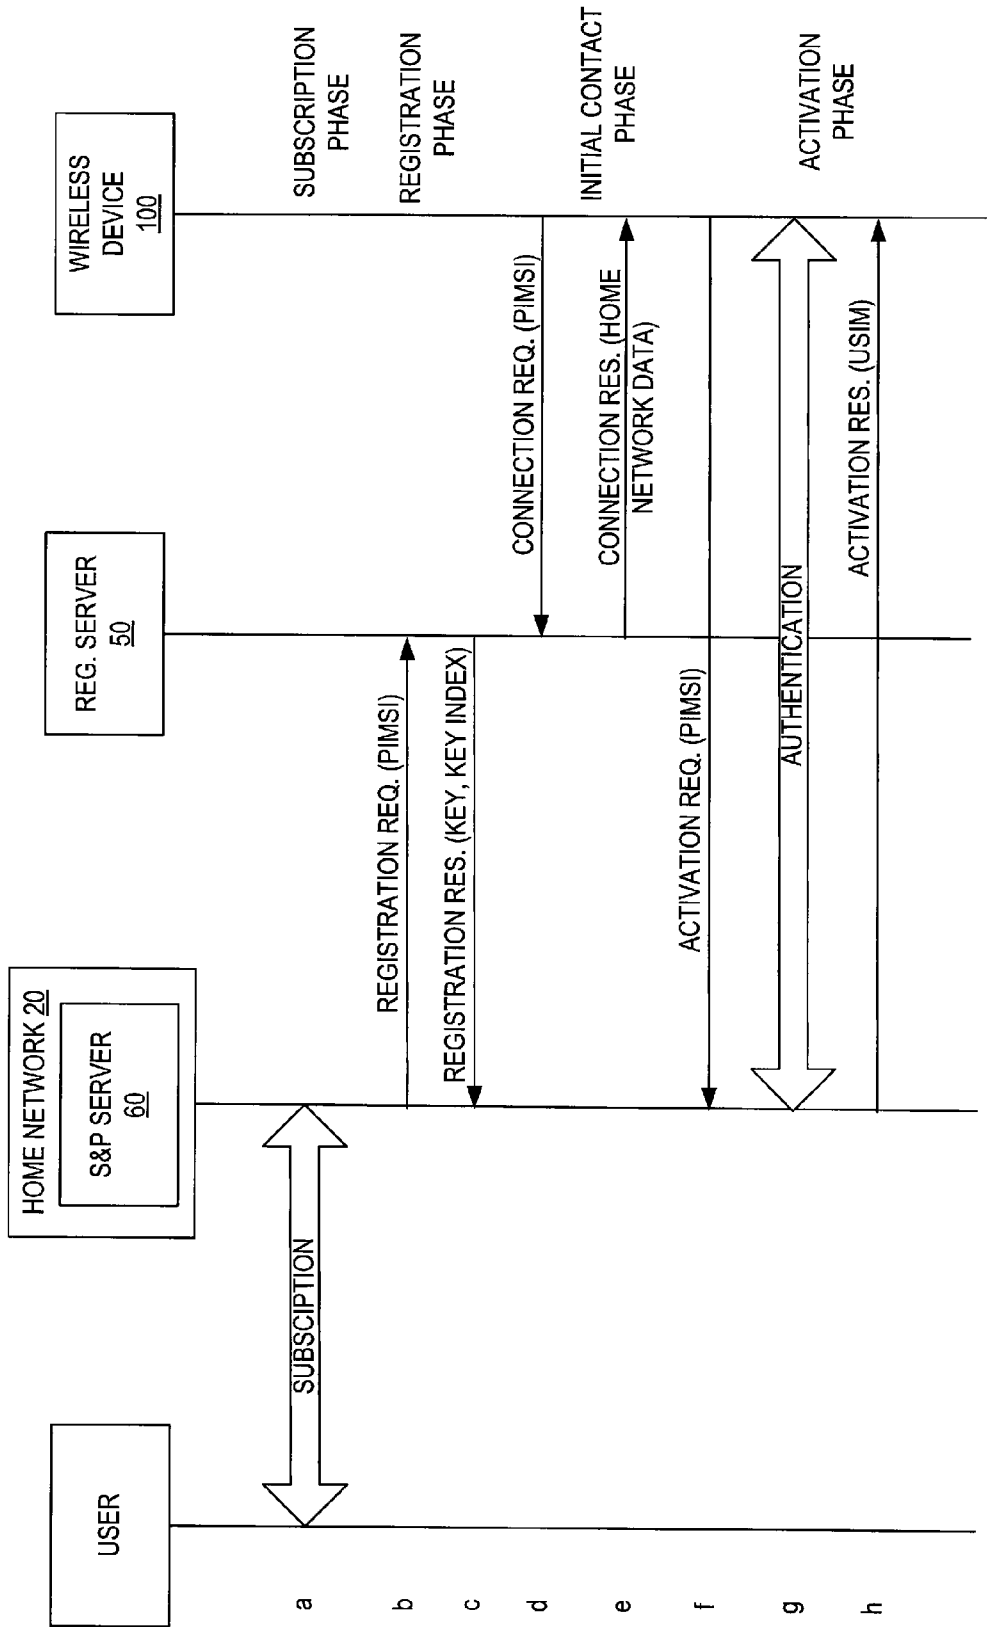 USER
HOME NETWORK 20
S&P SERVER
60
REG. SERVER
50
WIRELESS
DEVICE
100
a
SUBSCIPTION
SUBSCRIPTION
PHASE
b
REGISTRATION REQ. (PIMSI)
REGISTRATION
PHASE
c
REGISTRATION RES. (KEY, KEY INDEX)
d
CONNECTION REQ. (PIMSI)
INITIAL CONTACT
PHASE
e
CONNECTION RES. (HOME
NETWORK DATA)
f
ACTIVATION REQ. (PIMSI)
g
AUTHENTICATION
ACTIVATION
PHASE
h
ACTIVATION RES. (USIM)